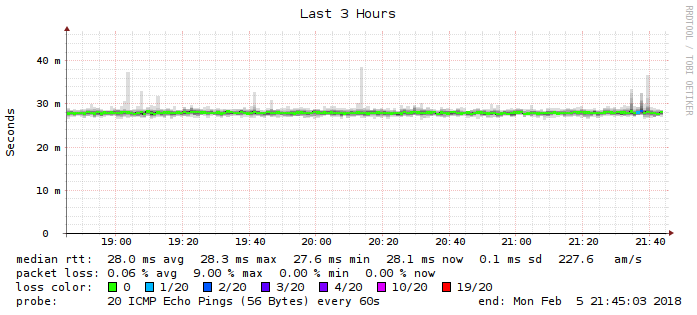 Last 3 Hours
RRDTOOL / TOBI OETIKER
Seconds
40 m
30 m
20 m
10 m
0
19:00 19:20 19:40 20:00 20:20 20:40 21:00 21:20 21:40
median rtt: 28.0 ms avg 28.3 ms max 27.6 ms min 28.1 ms now 0.1 ms sd 227.6 am/s
packet loss: 0.06 % avg 9.00 % max 0.00 % min 0.00 % now
loss color: 0 1/20 2/20 3/20 4/20 10/20 19/20
probe: 20 ICMP Echo Pings (56 Bytes) every 60s end: Mon Feb 5 21:45:03 2018